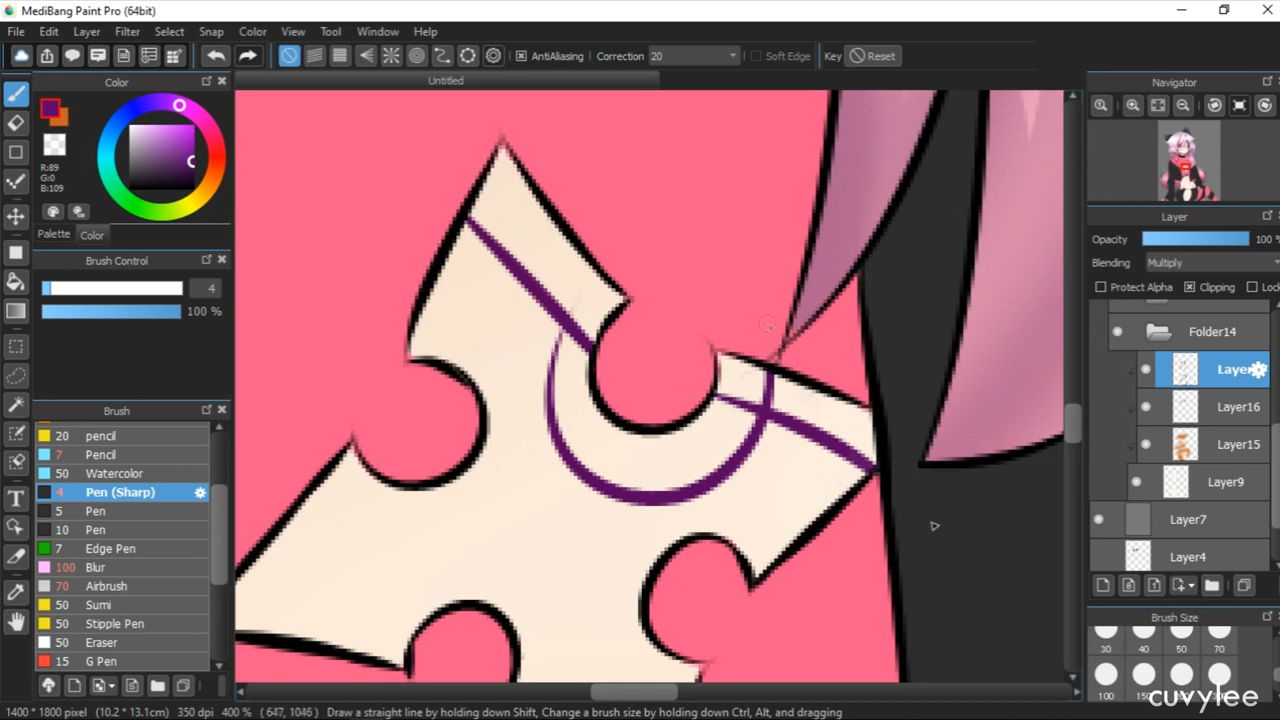 MediBang Paint Pro (64bit)
File Edit Layer Filter Select Snap Color View Tool Window Help
AntiAliasing Correction 20 Soft Edge Key Reset
Untitled
Color
R:89
G:0
B:109
Palette Color
Brush Control
4
100 %
Brush
20 pencil
7 Pencil
50 Watercolor
4 Pen (Sharp)
5 Pen
10 Pen
7 Edge Pen
100 Blur
70 Airbrush
50 Sumi
50 Stipple Pen
50 Eraser
15 G Pen
Navigator
Layer
Opacity 100 %
Blending Multiply
Protect Alpha Clipping Loc
Folder14
Layer
Layer16
Layer15
Layer9
Layer7
Layer4
Brush Size
30 40 50 70
100
cuvylee
1400 * 1800 pixel (10.2 * 13.1cm) 350 dpi 400 % ( 647, 1046 ) Draw a straight line by holding down Shift, Change a brush size by holding down Ctrl, Alt, and dragging